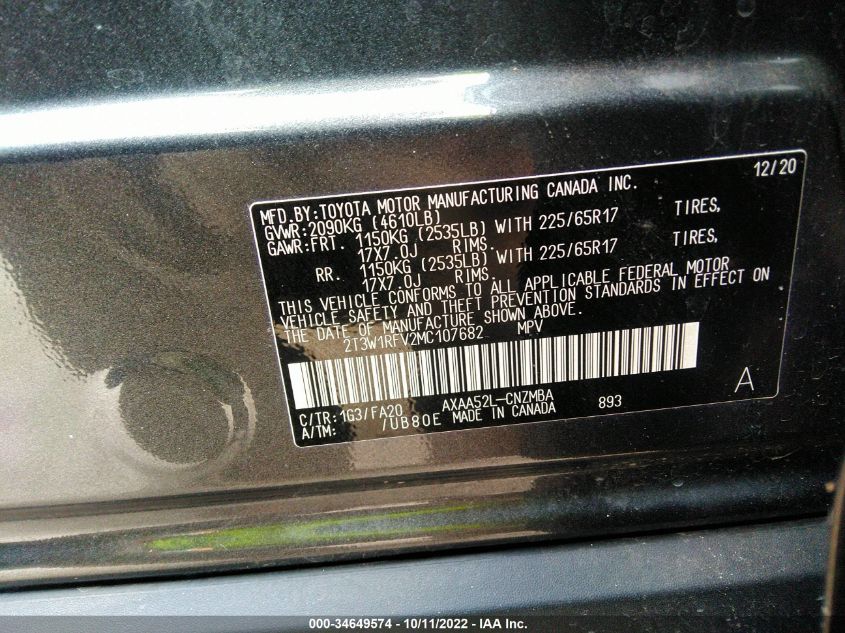 12/20
MFD.BY:TOYOTA MOTOR MANUFACTURING CANADA INC.
GVWR:2090KG (4610LB)
GAWR:FRT. 1150KG (2535LB) WITH 225/65R17 TIRES,
17X7.0J RIMS.
RR. 1150KG (2535LB) WITH 225/65R17 TIRES,
17X7.0J RIMS.
THIS VEHICLE CONFORMS TO ALL APPLICABLE FEDERAL MOTOR
VEHICLE SAFETY AND THEFT PREVENTION STANDARDS IN EFFECT ON
THE DATE OF MANUFACTURE SHOWN ABOVE.
2T3W1RFV2MC107682 MPV
A
C/TR:1G3/FA20 AXAA52L-CNZMBA 893
A/TM: /UB80E MADE IN CANADA
000-34649574 - 10/11/2022 - IAA Inc.